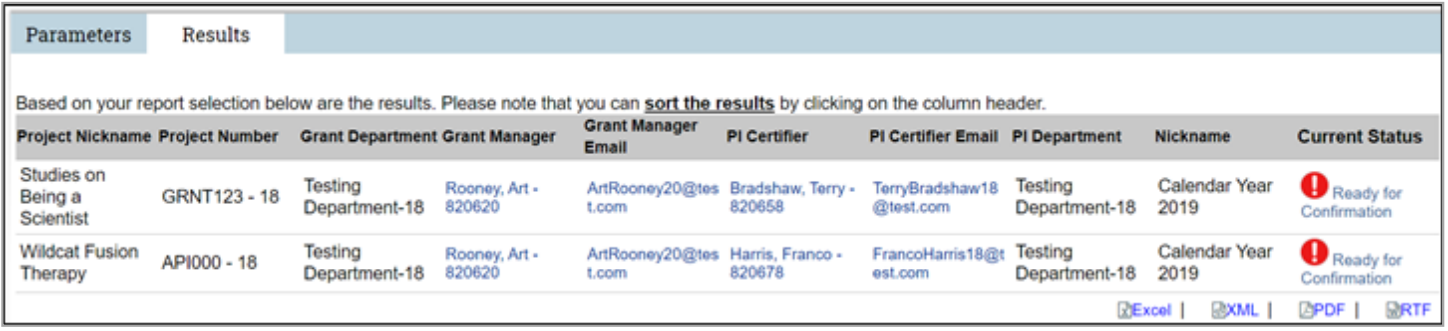 Parameters Results
Based on your report selection below are the results. Please note that you can sort the results by clicking on the column header.
Project Nickname Project Number Grant Department Grant Manager Grant Manager Email PI Certifier PI Certifier Email PI Department Nickname Current Status
Studies on Being a Scientist GRNT123 - 18 Testing Department-18 Rooney, Art - 820620 ArtRooney20@test.com Bradshaw, Terry - 820658 TerryBradshaw18@test.com Testing Department-18 Calendar Year 2019 Ready for Confirmation
Wildcat Fusion Therapy API000 - 18 Testing Department-18 Rooney, Art - 820620 ArtRooney20@test.com Harris, Franco - 820678 FrancoHarris18@test.com Testing Department-18 Calendar Year 2019 Ready for Confirmation
Excel | XML | PDF | RTF